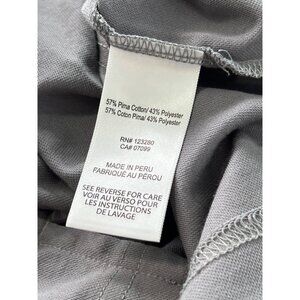 57% Pima Cotton/ 43% Polyester
57% Coton Pima/ 43% Polyester
RN# 123280
CA# 07099
MADE IN PERU
FABRIQUÉ AU PÉROU
SEE REVERSE FOR CARE
VOIR AU VERSO POUR
LES INSTRUCTIONS
DE LAVAGE